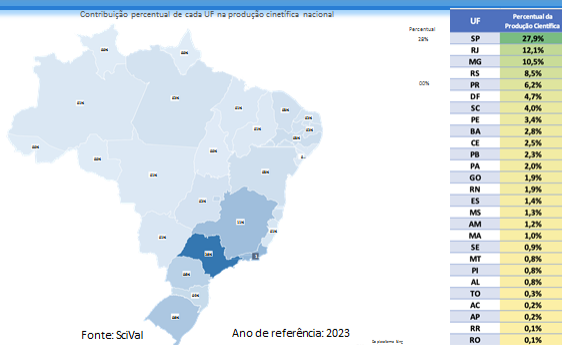 Contribuição percentual de cada UF na produção cinetífica nacional
Percentual
28%
00%
UF Percentual da Produção Científica
SP 27,9%
RJ 12,1%
MG 10,5%
RS 8,5%
PR 6,2%
DF 4,7%
SC 4,0%
PE 3,4%
BA 2,8%
CE 2,5%
PB 2,3%
PA 2,0%
GO 1,9%
RN 1,9%
ES 1,4%
MS 1,3%
AM 1,2%
MA 1,0%
SE 0,9%
MT 0,8%
PI 0,8%
AL 0,8%
TO 0,3%
AC 0,2%
AP 0,2%
RR 0,1%
RO 0,1%
Fonte: SciVal
Ano de referência: 2023